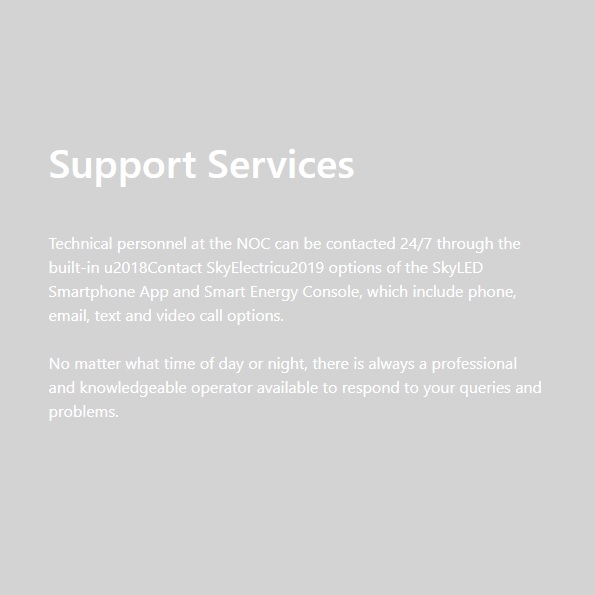 Support Services
Technical personnel at the NOC can be contacted 24/7 through the
built-in u2018Contact SkyElectricu2019 options of the SkyLED
Smartphone App and Smart Energy Console, which include phone,
email, text and video call options.
No matter what time of day or night, there is always a professional
and knowledgeable operator available to respond to your queries and
problems.